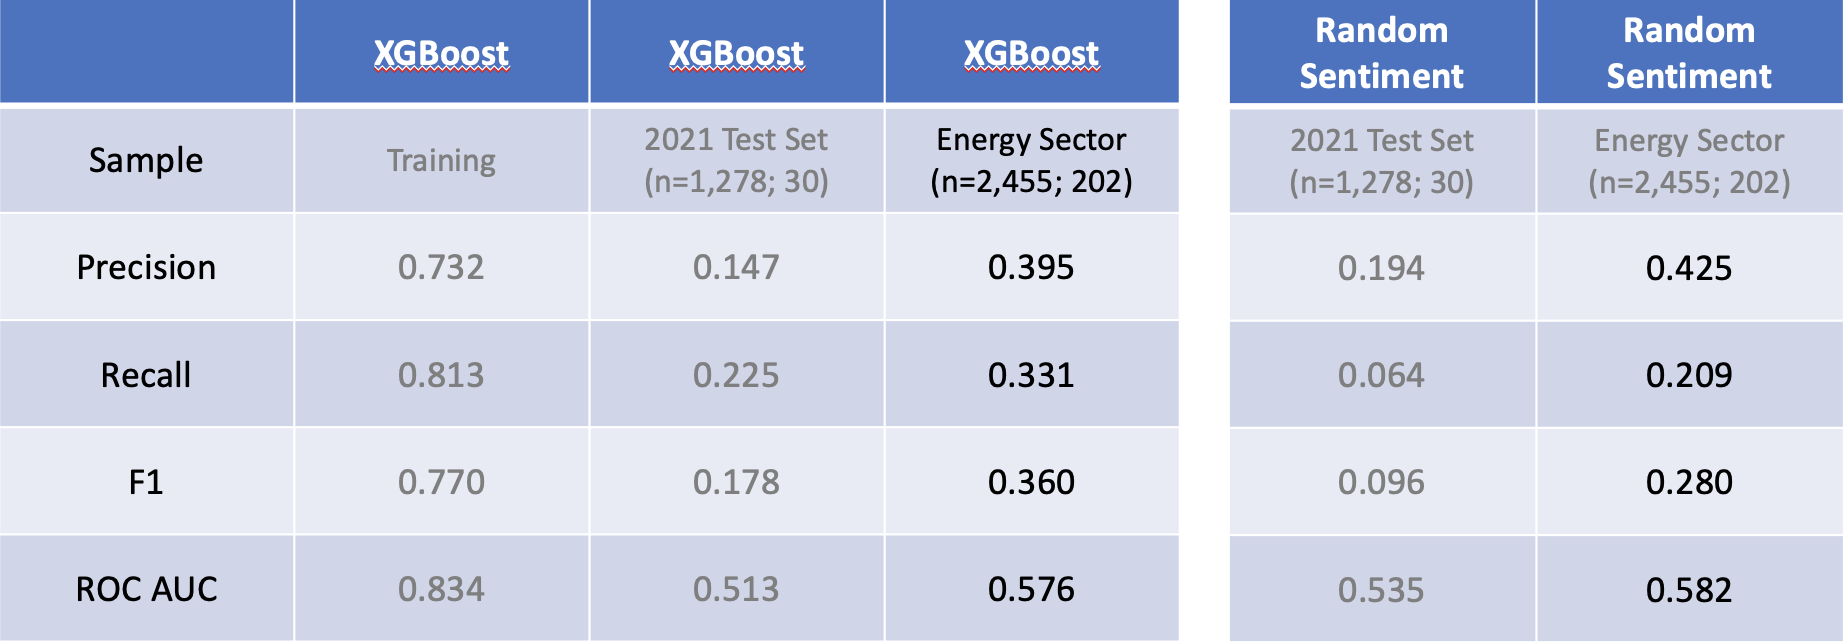 XGBoost XGBoost XGBoost Random Sentiment Random Sentiment
Sample Training 2021 Test Set (n=1,278; 30) Energy Sector (n=2,455; 202) 2021 Test Set (n=1,278; 30) Energy Sector (n=2,455; 202)
Precision 0.732 0.147 0.395 0.194 0.425
Recall 0.813 0.225 0.331 0.064 0.209
F1 0.770 0.178 0.360 0.096 0.280
ROC AUC 0.834 0.513 0.576 0.535 0.582